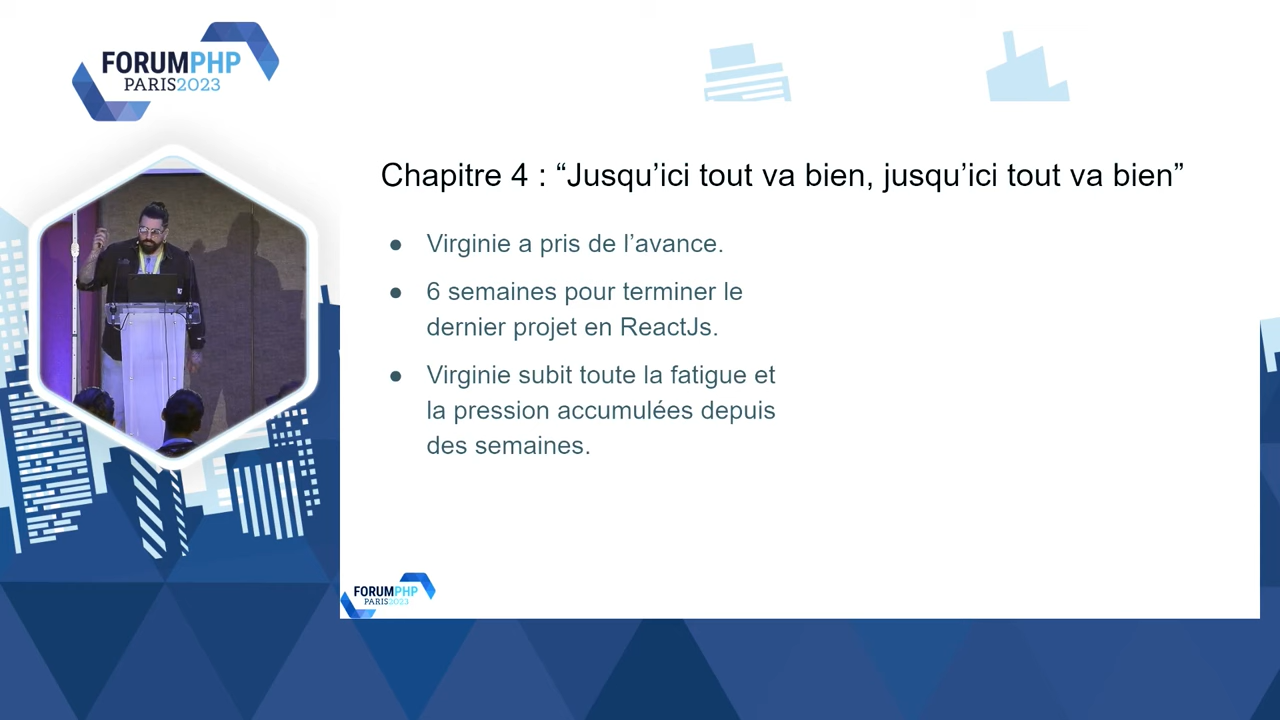 FORUMPHP
PARIS2023
Chapitre 4 : “Jusqu’ici tout va bien, jusqu’ici tout va bien”
● Virginie a pris de l’avance.
● 6 semaines pour terminer le
dernier projet en ReactJs.
● Virginie subit toute la fatigue et
la pression accumulées depuis
des semaines.
FORUMPHP
PARIS2023